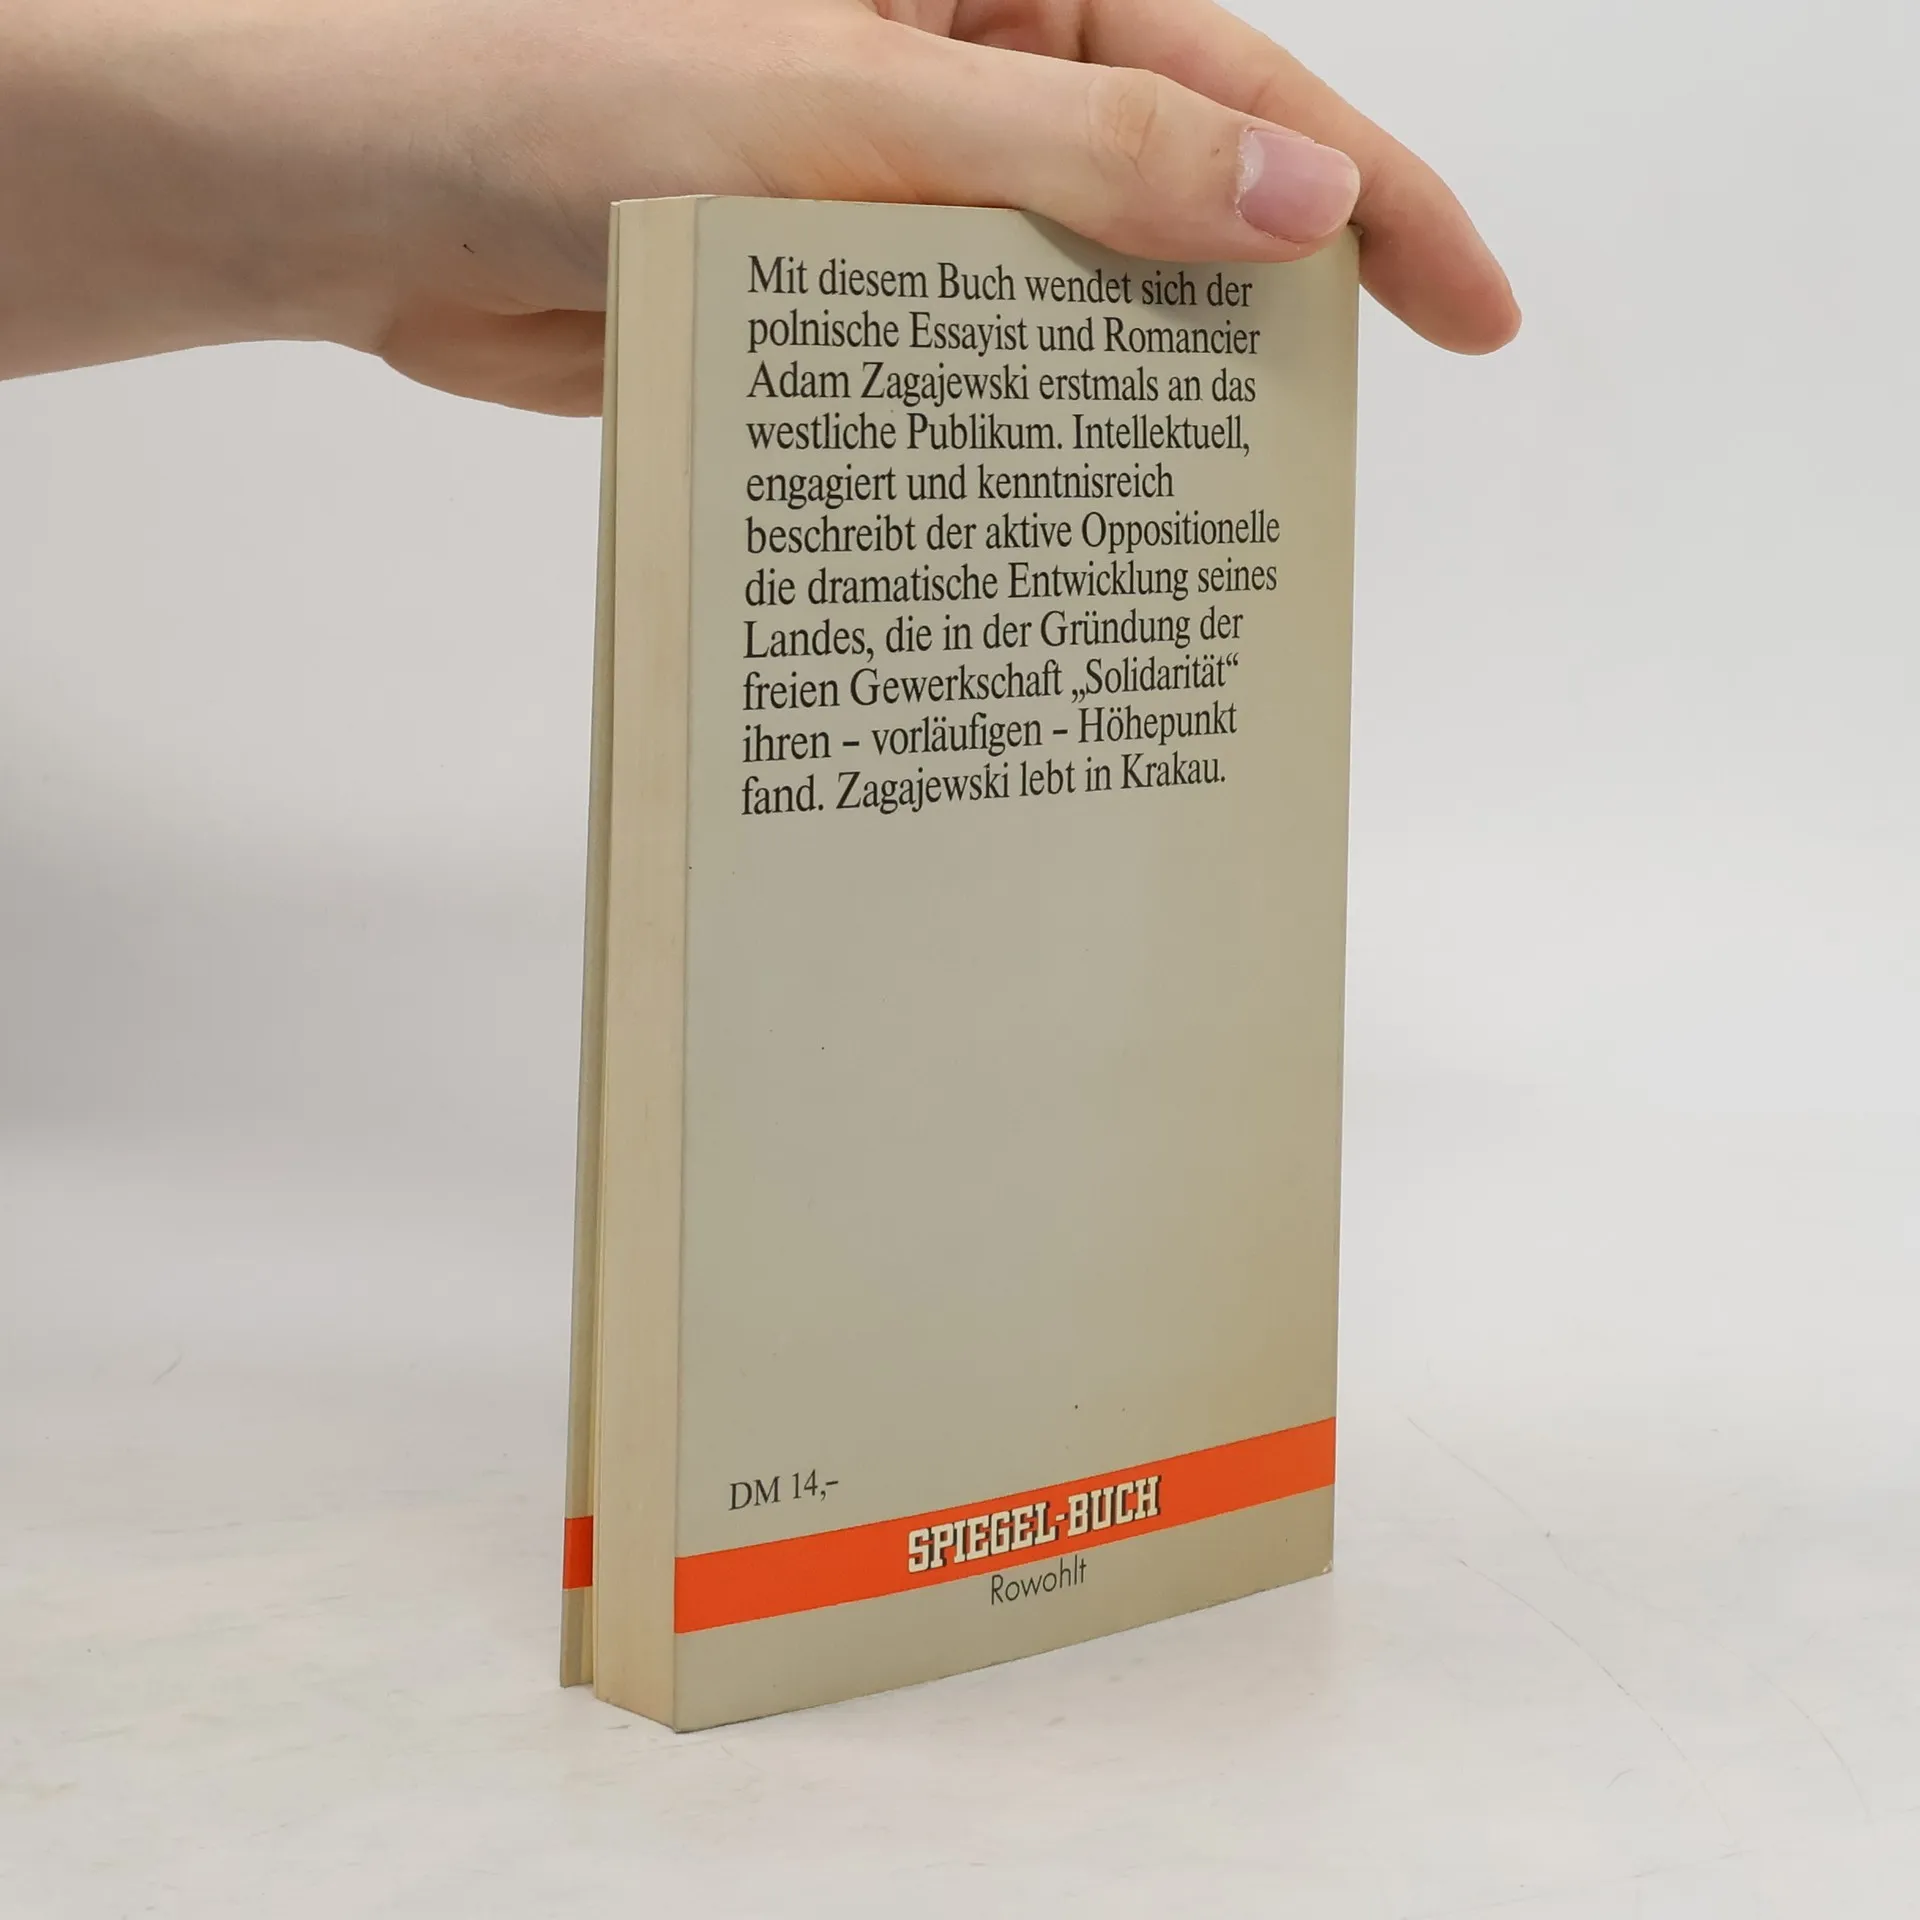 Mit diesem Buch wendet sich der
polnische Essayist und Romancier
Adam Zagajewski erstmals an das
westliche Publikum. Intellektuell,
engagiert und kenntnisreich
beschreibt der aktive Oppositionelle
die dramatische Entwicklung seines
Landes, die in der Gründung der
freien Gewerkschaft „Solidarität“
ihren – vorläufigen – Höhepunkt
fand. Zagajewski lebt in Krakau.
DM 14,–
SPIEGEL-BUCH
Rowohlt